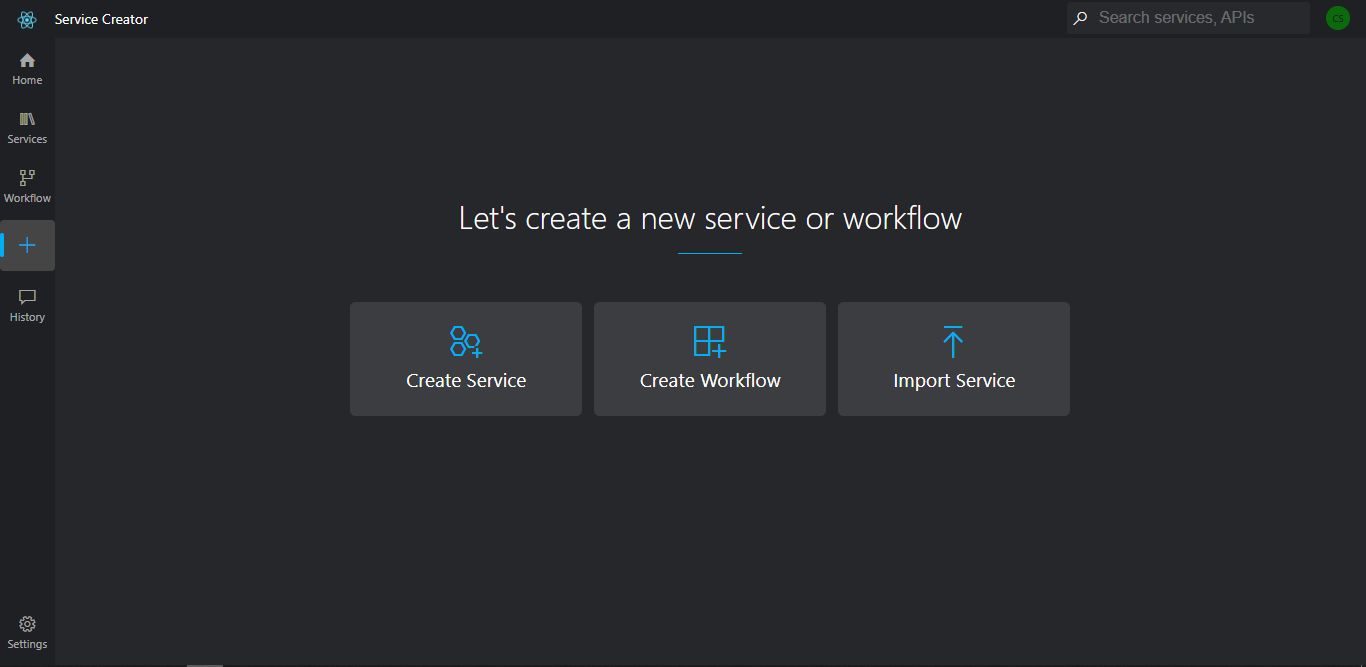 Service Creator
Search services, APIs
CS
Home
Services
Workflow
History
Settings
Let's create a new service or workflow
Create Service
Create Workflow
Import Service